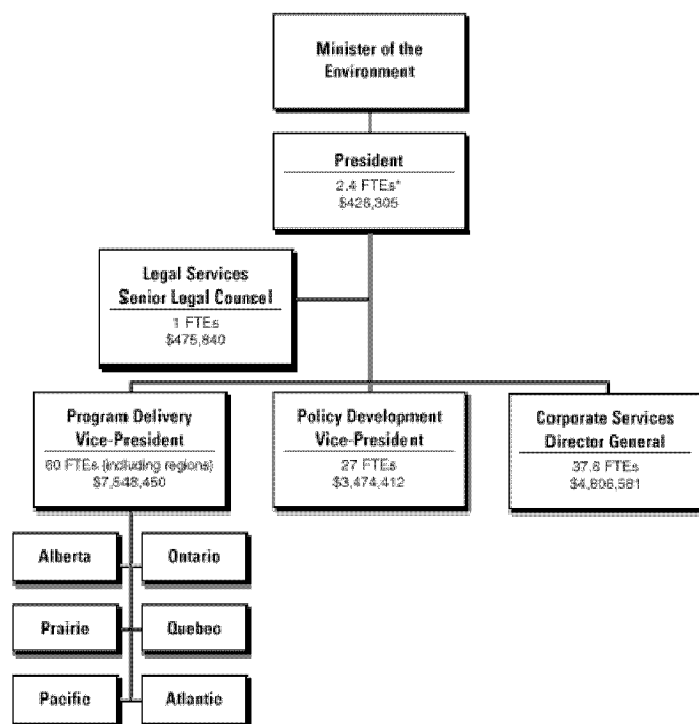 Minister of the
Environment
President
2.4 FTEs*
$426,305
Legal Services
Senior Legal Counsel
1 FTEs
$475,840
Program Delivery
Vice-President
60 FTEs (including regions)
$7,548,450
Policy Development
Vice-President
27 FTEs
$3,474,412
Corporate Services
Director General
37.6 FTEs
$4,606,581
Alberta
Ontario
Prairie
Quebec
Pacific
Atlantic